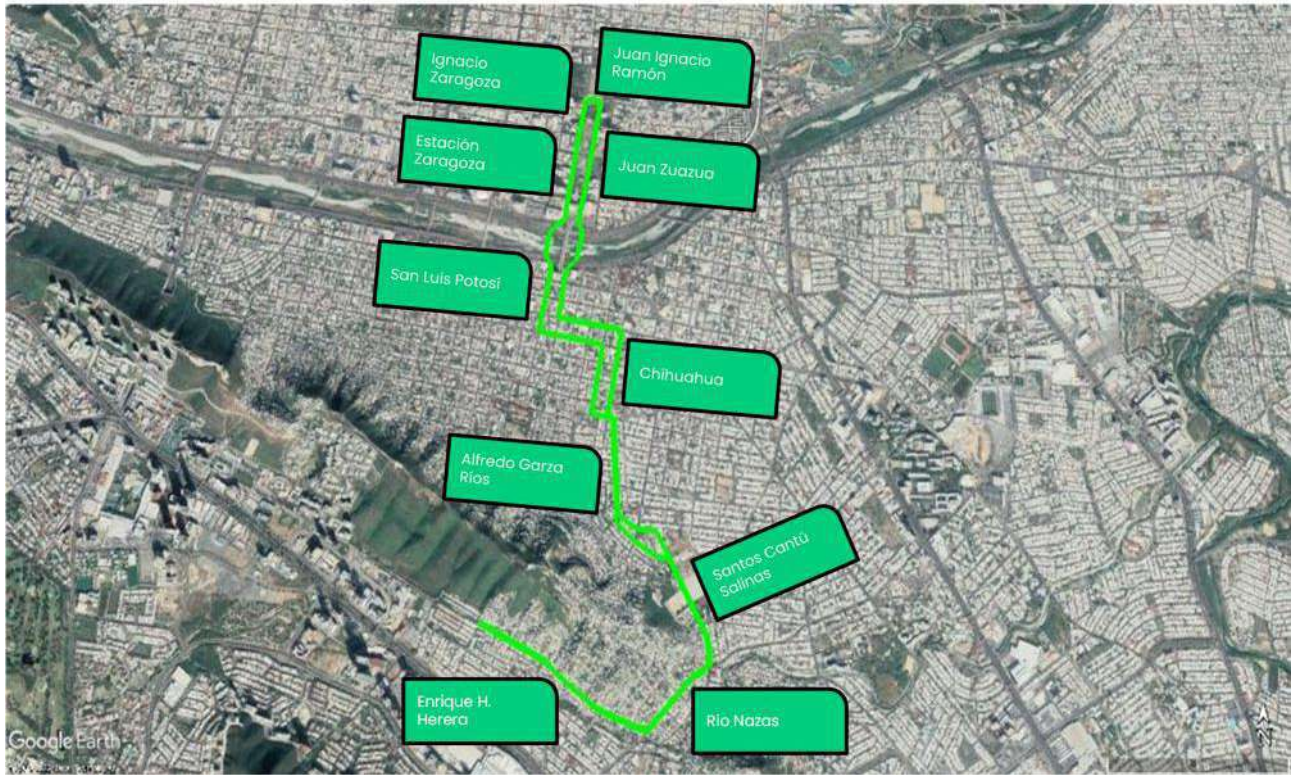 Ignacio
Zaragoza
Juan Ignacio
Ramón
Estación
Zaragoza
Juan Zuazua
San Luis Potosí
Chihuahua
Alfredo Garza
Ríos
Santos Cantú
Salinas
Enrique H.
Herera
Rio Nazas
Google Earth
N